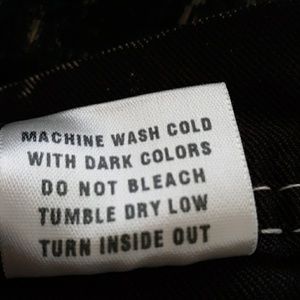 MACHINE WASH COLD
WITH DARK COLORS
DO NOT BLEACH
TUMBLE DRY LOW
TURN INSIDE OUT